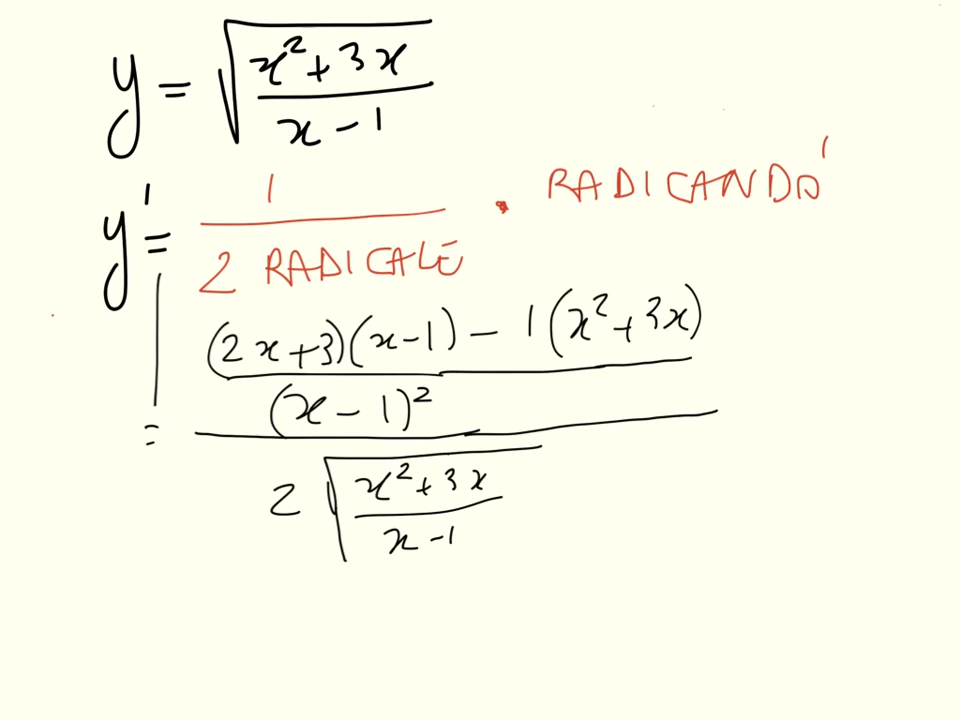 y = √((x²+3x)/(x-1))
y' = 1/(2 RADICALE) · RADICANDO'
= (((2x+3)(x-1) - 1(x²+3x))/(x-1)²)/(2√((x²+3x)/(x-1)))